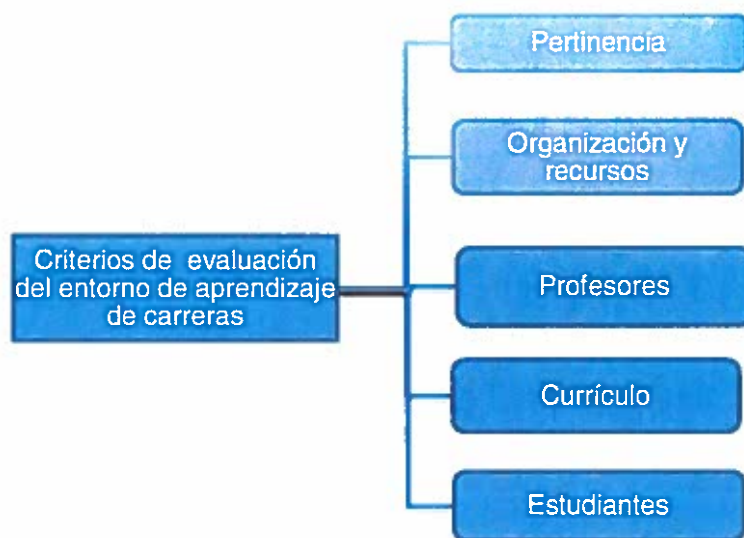 Criterios de evaluación
del entorno de aprendizaje
de carreras
Pertinencia
Organización y
recursos
Profesores
Currículo
Estudiantes